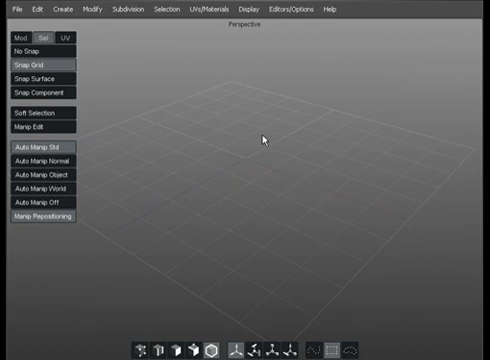 File Edit Create Modify Subdivision Selection UVs/Materials Display Editors/Options Help
Perspective
Mod Sel UV
No Snap
Snap Grid
Snap Surface
Snap Component
Soft Selection
Manip Edit
Auto Manip Std
Auto Manip Normal
Auto Manip Object
Auto Manip World
Auto Manip Off
Manip Repositioning